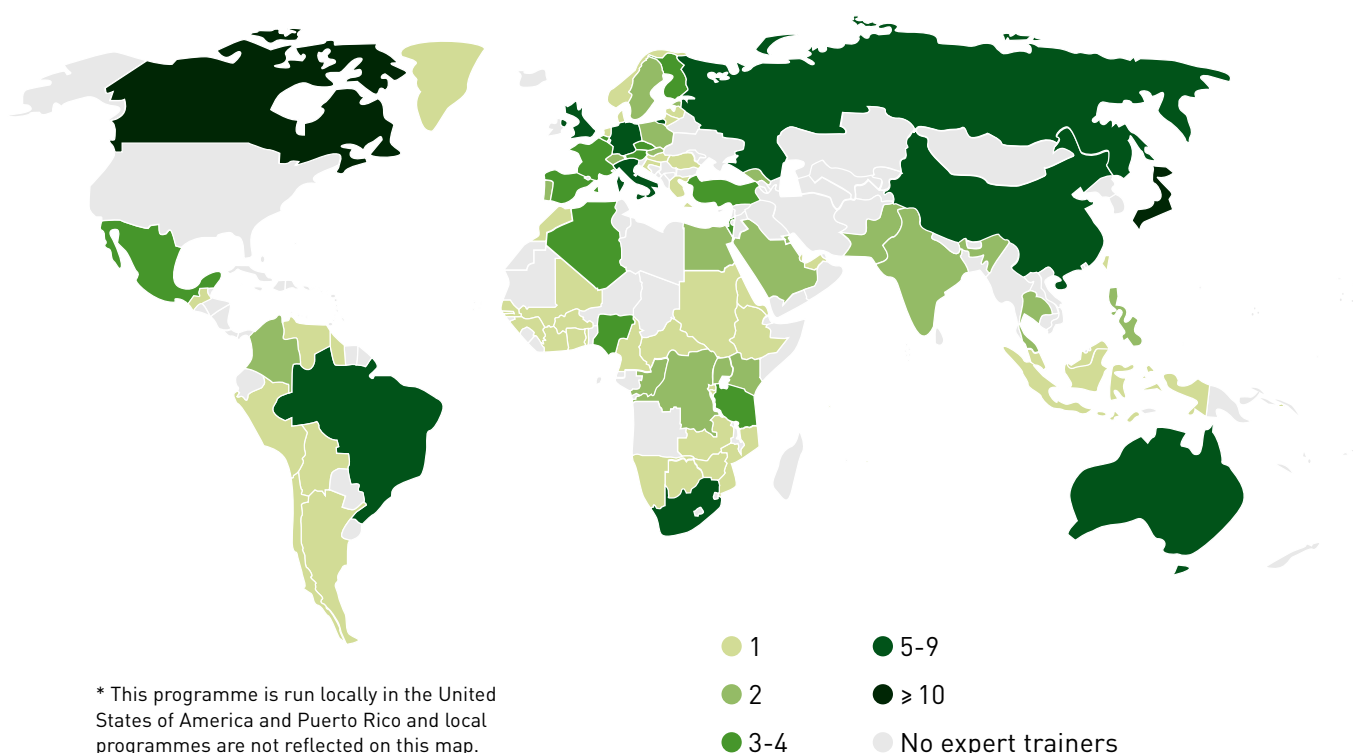 1
5-9
* This programme is run locally in the United
2
≥ 10
States of America and Puerto Rico and local
programmes are not reflected on this map.
3-4
No expert trainers